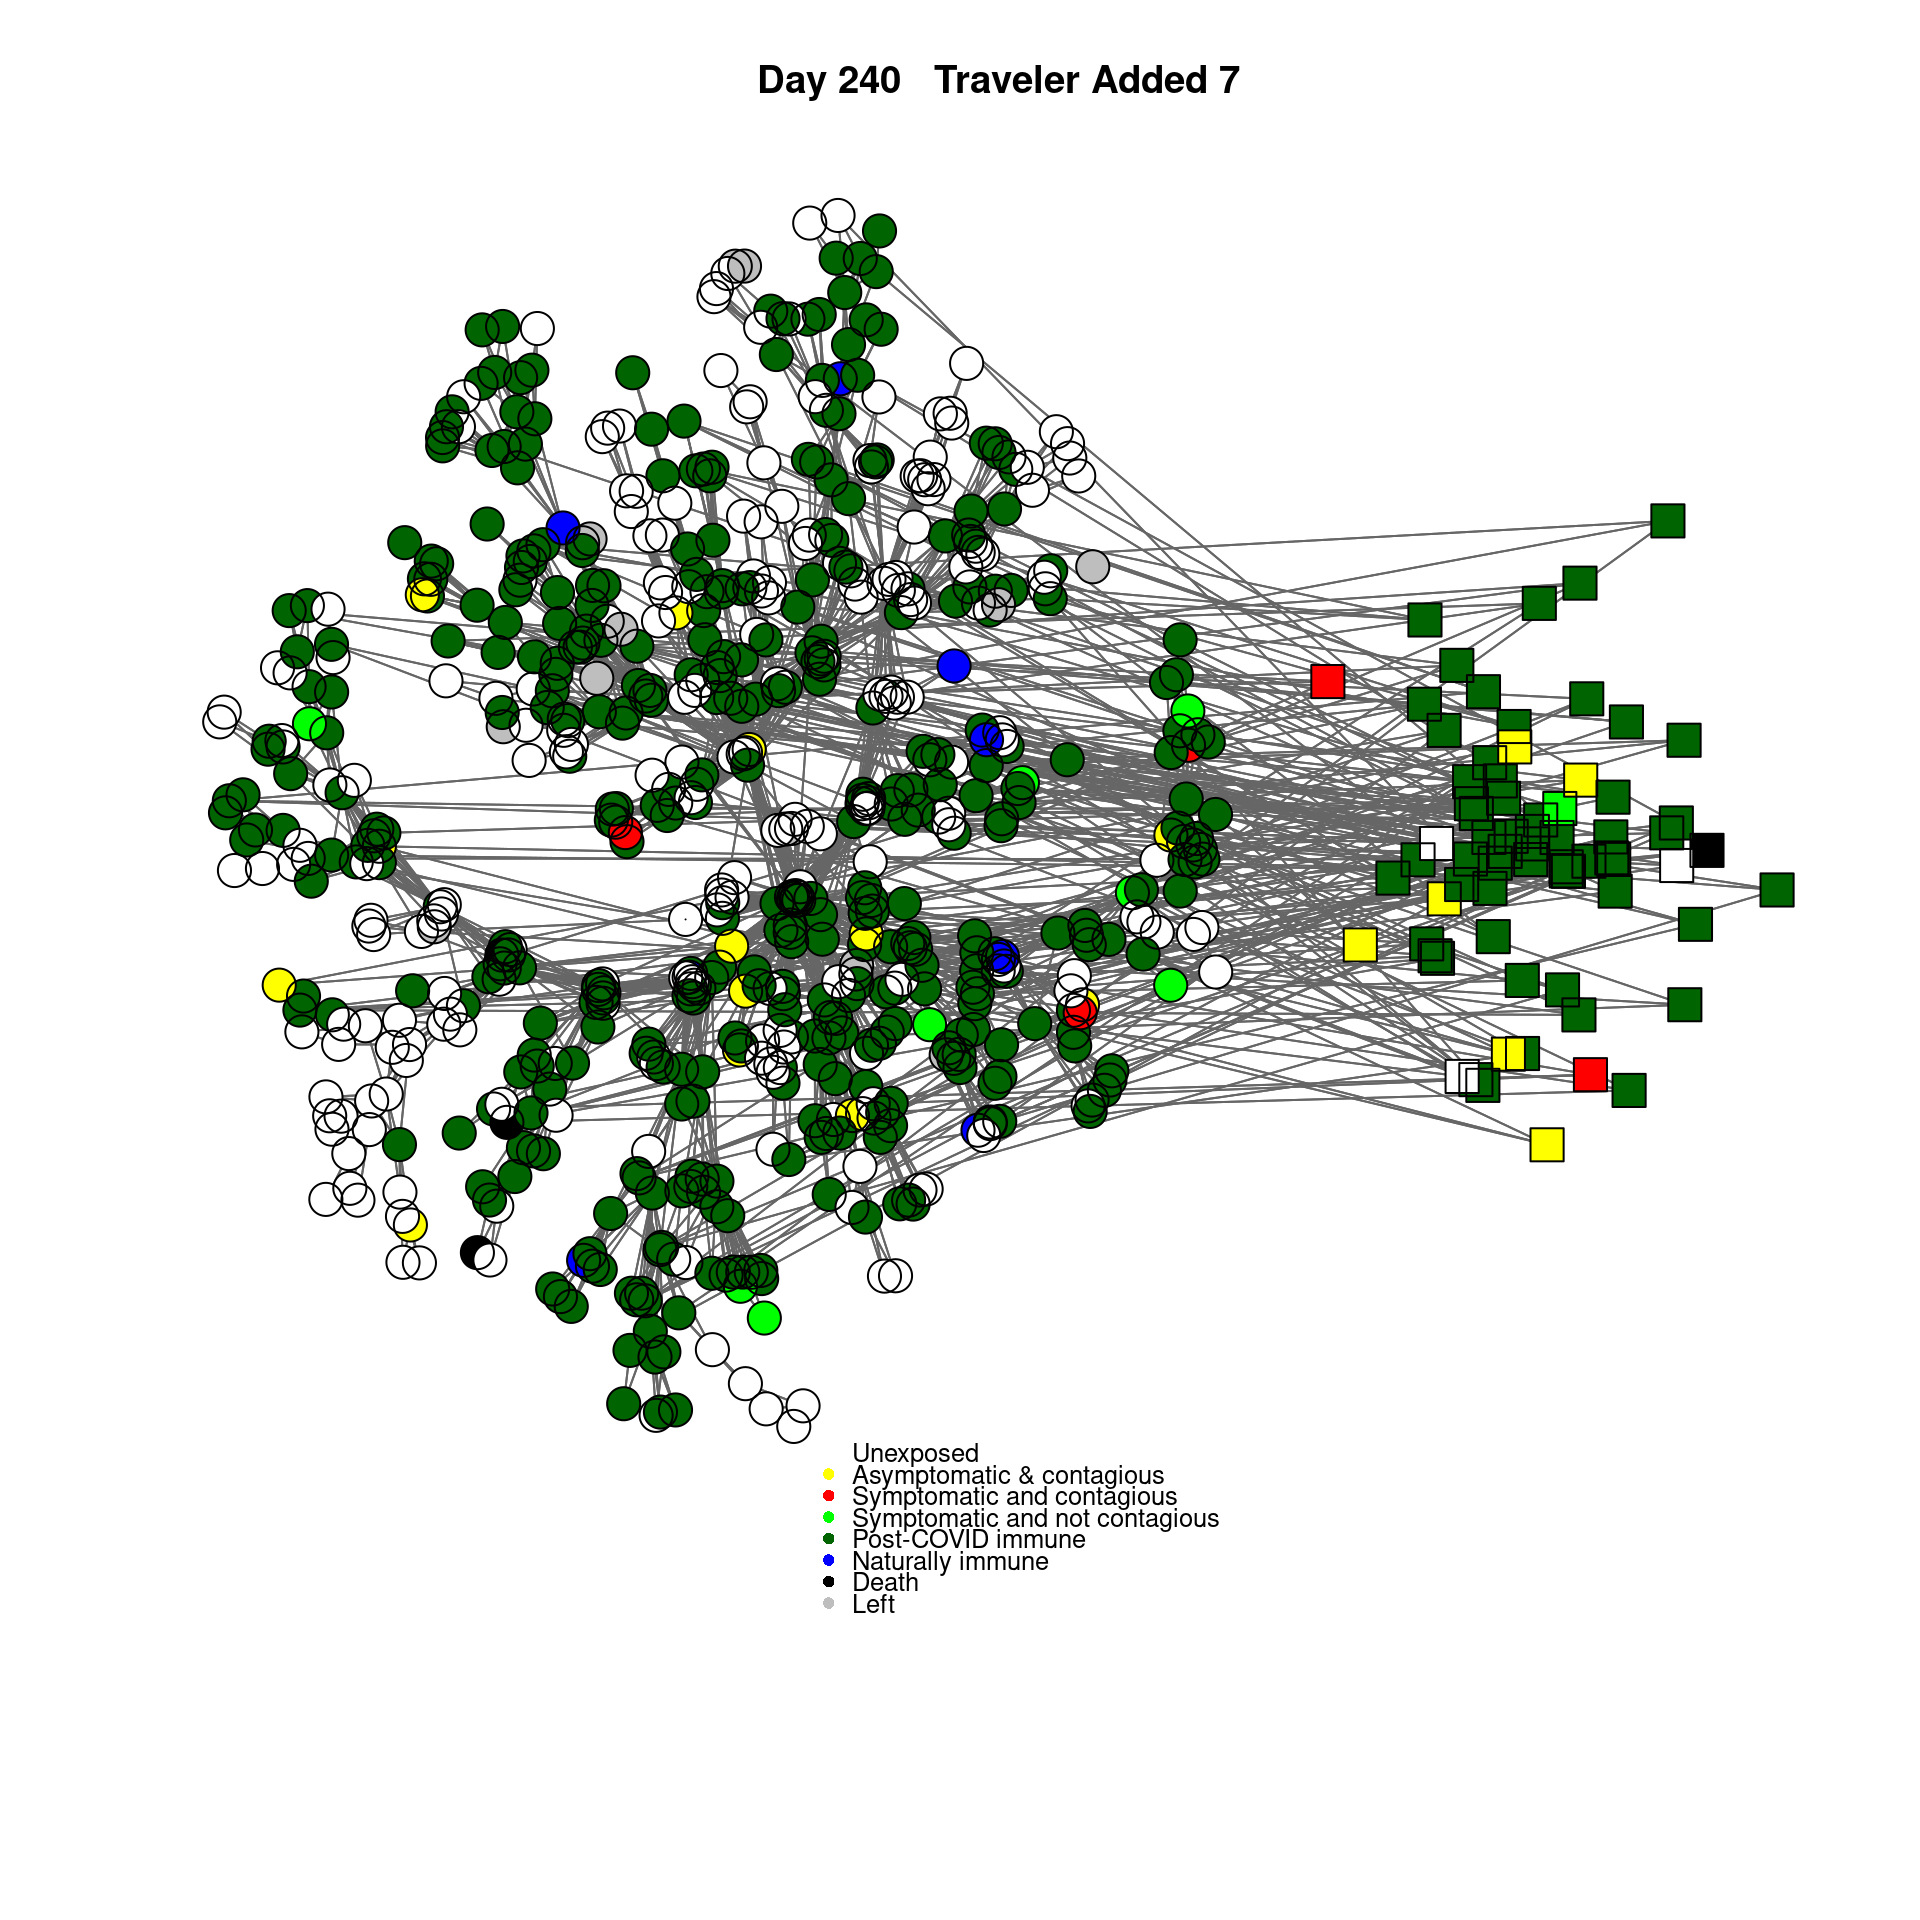 Day 240   Traveler Added 7
Unexposed
Asymptomatic & contagious
Symptomatic and contagious
Symptomatic and not contagious
Post-COVID immune
Naturally immune
Death
Left